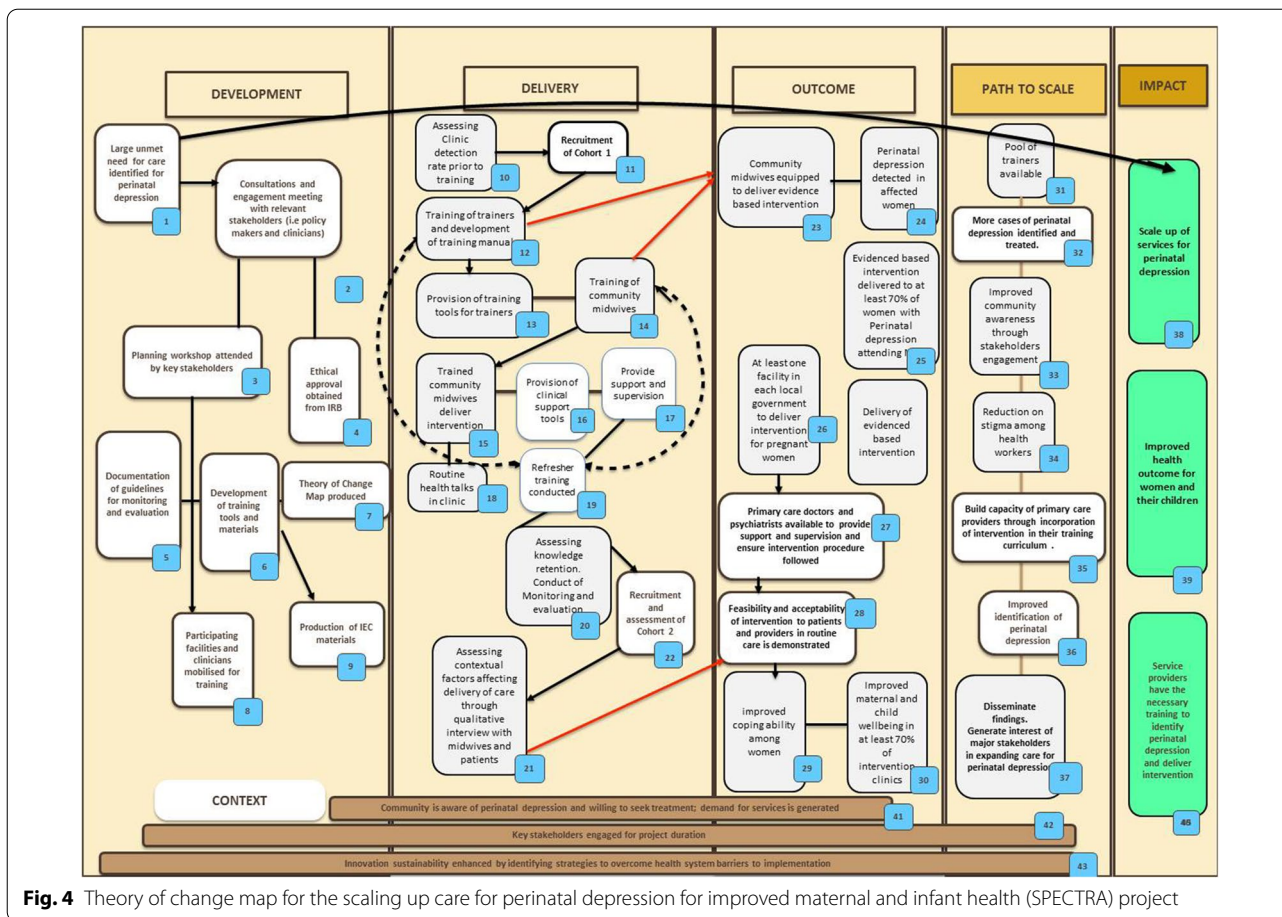 DEVELOPMENT
Large unmet
need for care
identified for
perinatal
depression
1
Consultations and
engagement meeting
with relevant
stakeholders (i.e policy
makers and clinicians)
2
Planning workshop attended
by key stakeholders
3
Ethical
approval
obtained
from IRB
4
Documentation
of guidelines
for monitoring
and evaluation
5
Development
of training
tools and
materials
6
Theory of Change
Map produced
7
Participating
facilities and
clinicians
mobilised for
training
8
Production of IEC
materials
9
DELIVERY
Assessing
Clinic
detection
rate prior to
training
10
Recruitment
of Cohort 1
11
Training of trainers
and development
of training manual
12
Provision of training
tools for trainers
13
Training of
community
midwives
14
Trained
community
midwives
deliver
intervention
15
Provision of
clinical
support
tools
16
Provide
support and
supervision
17
Routine
health talks
in clinic
18
Refresher
training
conducted
19
Assessing
knowledge
retention.
Conduct of
Monitoring and
evaluation
20
Assessing
contextual
factors affecting
delivery of care
through
qualitative
interview with
midwives and
patients
21
Recruitment
and
assessment
of Cohort 2
22
OUTCOME
Community
midwives equipped
to deliver evidence
based intervention
23
Perinatal
depression
detected in
affected
women
24
Evidenced based
intervention
delivered to at
least 70% of
women with
Perinatal
depression
attending
25
At least one
facility in
each local
government
to deliver
intervention
for pregnant
women
26
Delivery of
evidenced
based
intervention
Primary care doctors and
psychiatrists available to provide
support and supervision and
ensure intervention procedure
followed
27
Feasibility and acceptability
of intervention to patients
and providers in routine
care is demonstrated
28
improved
coping ability
among
women
29
Improved
maternal and
child
wellbeing in
at least 70%
of
intervention
clinics
30
PATH TO SCALE
Pool of
trainers
available
31
More cases of perinatal
depression identified and
treated.
32
Improved
community
awareness
through
stakeholders
engagement
33
Reduction on
stigma among
health
workers
34
Build capacity of primary care
providers through incorporation
of intervention in their training
curriculum .
35
Improved
identification of
perinatal
depression
36
Disseminate
findings.
Generate interest of
major stakeholders
in expanding care for
perinatal depression
37
IMPACT
Scale up of
services for
perinatal
depression
38
Improved
health
outcome for
women and
their children
39
Service
providers
have the
necessary
training to
identify
perinatal
depression
and deliver
intervention
CONTEXT
Community is aware of perinatal depression and willing to seek treatment; demand for services is generated
41
Key stakeholders engaged for project duration
42
Innovation sustainability enhanced by identifying strategies to overcome health system barriers to implementation
43
Fig. 4 Theory of change map for the scaling up care for perinatal depression for improved maternal and infant health (SPECTRA) project